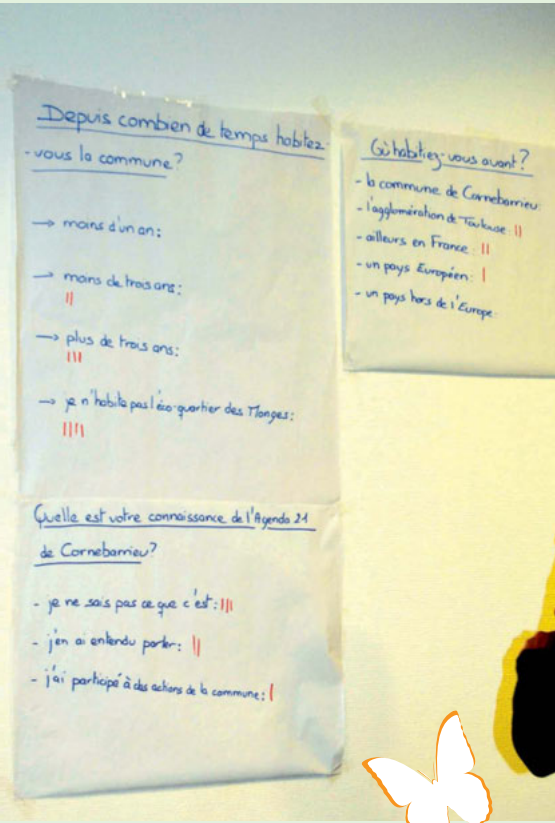 Depuis combien de temps habitez-
-vous la commune?
→ moins d'un an:
→ moins de trois ans:
||
→ plus de trois ans:
|||
→ je n'habite pas l'éco-quartier des Monges:
||||
Quelle est votre connaissance de l'Agenda 21
de Cornebarrieu?
- je ne sais pas ce que c'est: |||
- j'en ai entendu parler: ||
- j'ai participé à des actions de la commune: |
Où habitiez-vous avant?
- la commune de Cornebarrieu:
- l'agglomération de Toulouse: ||
- ailleurs en France: ||
- un pays Européen: |
- un pays hors de l'Europe: